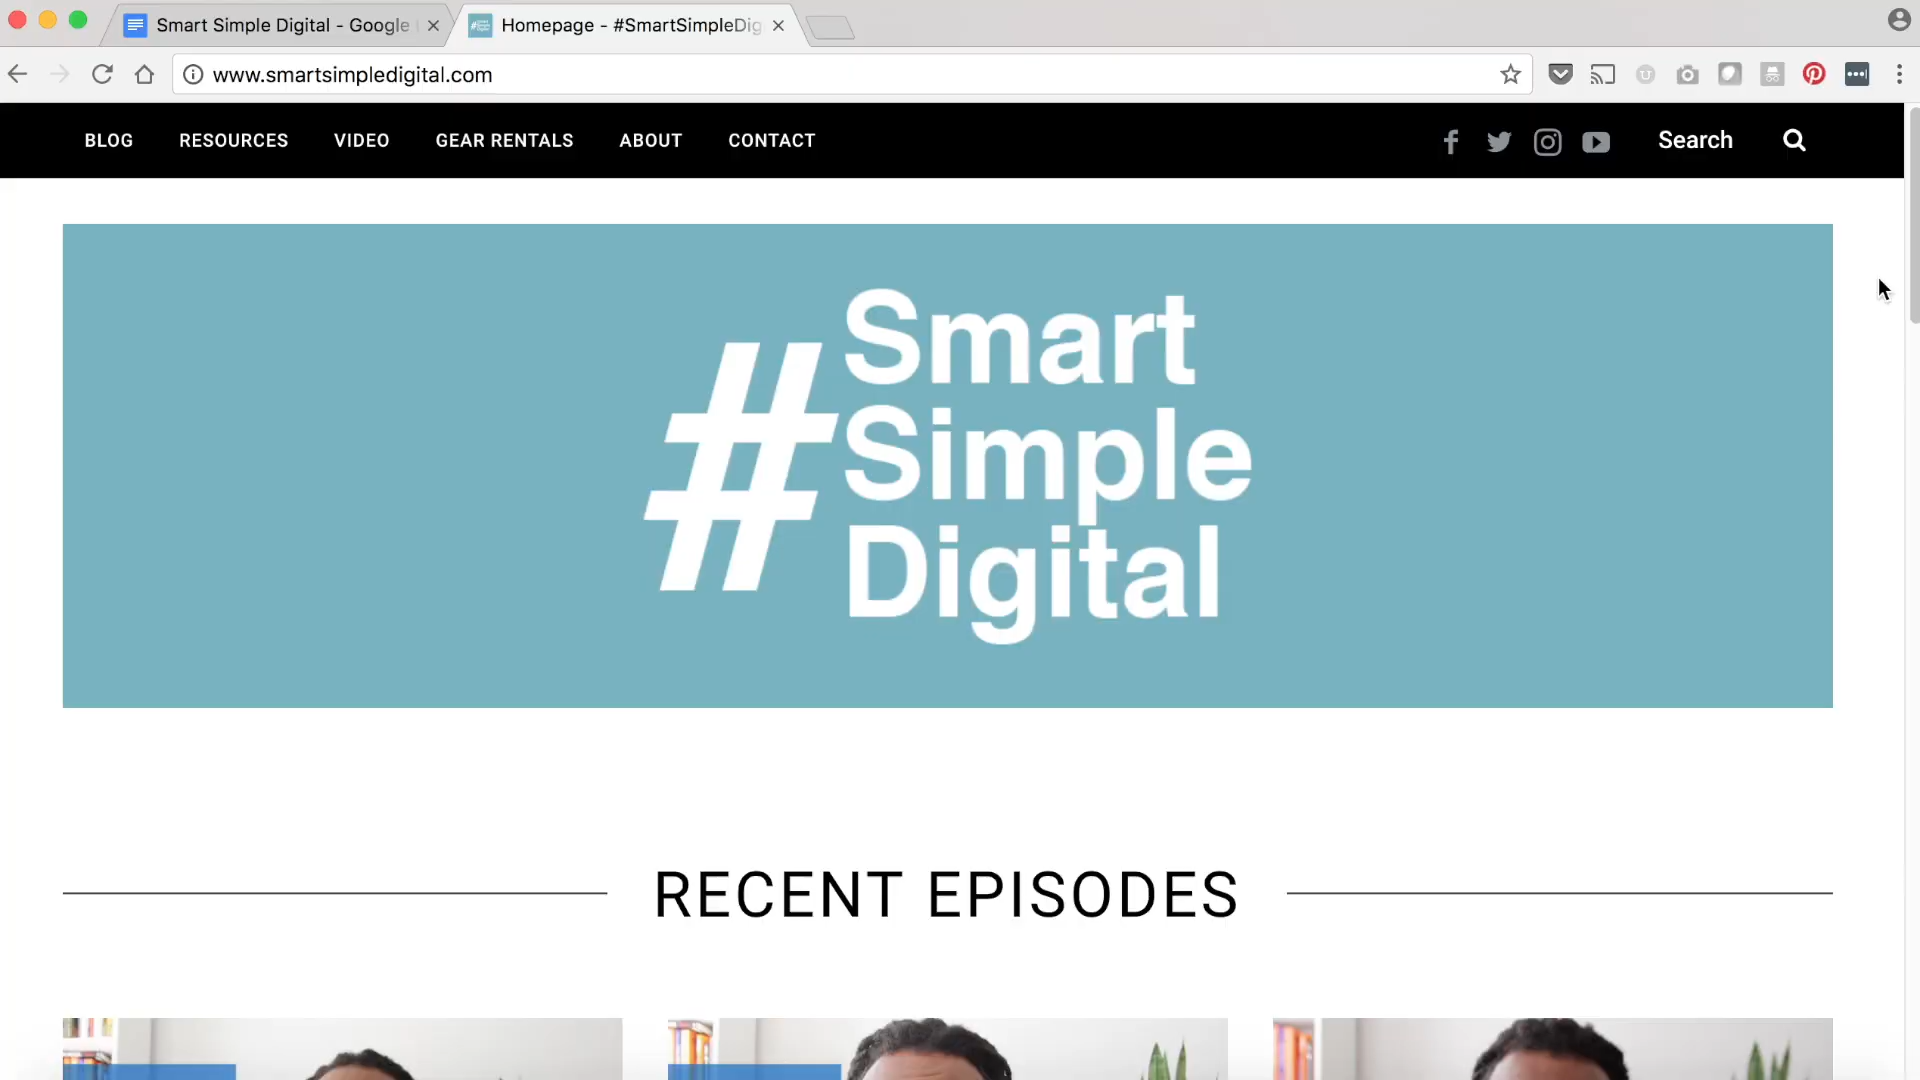 Smart Simple Digital - Google
Homepage - #SmartSimpleDig
www.smartsimpledigital.com
BLOG RESOURCES VIDEO GEAR RENTALS ABOUT CONTACT Search
#
Smart
Simple
Digital
RECENT EPISODES